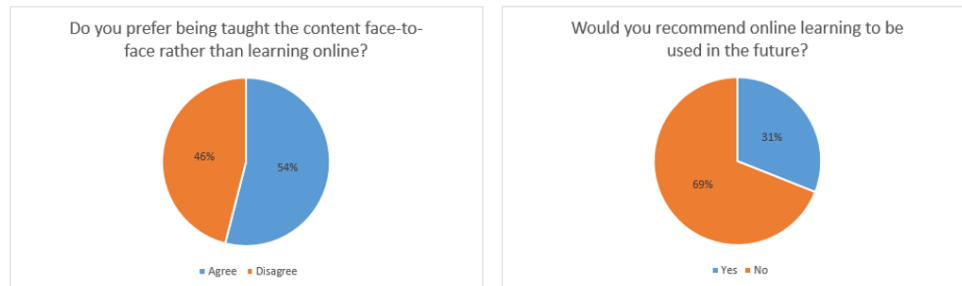 Do you prefer being taught the content face-to-
face rather than learning online?
46%
54%
Agree Disagree
Would you recommend online learning to be
used in the future?
31%
69%
Yes No